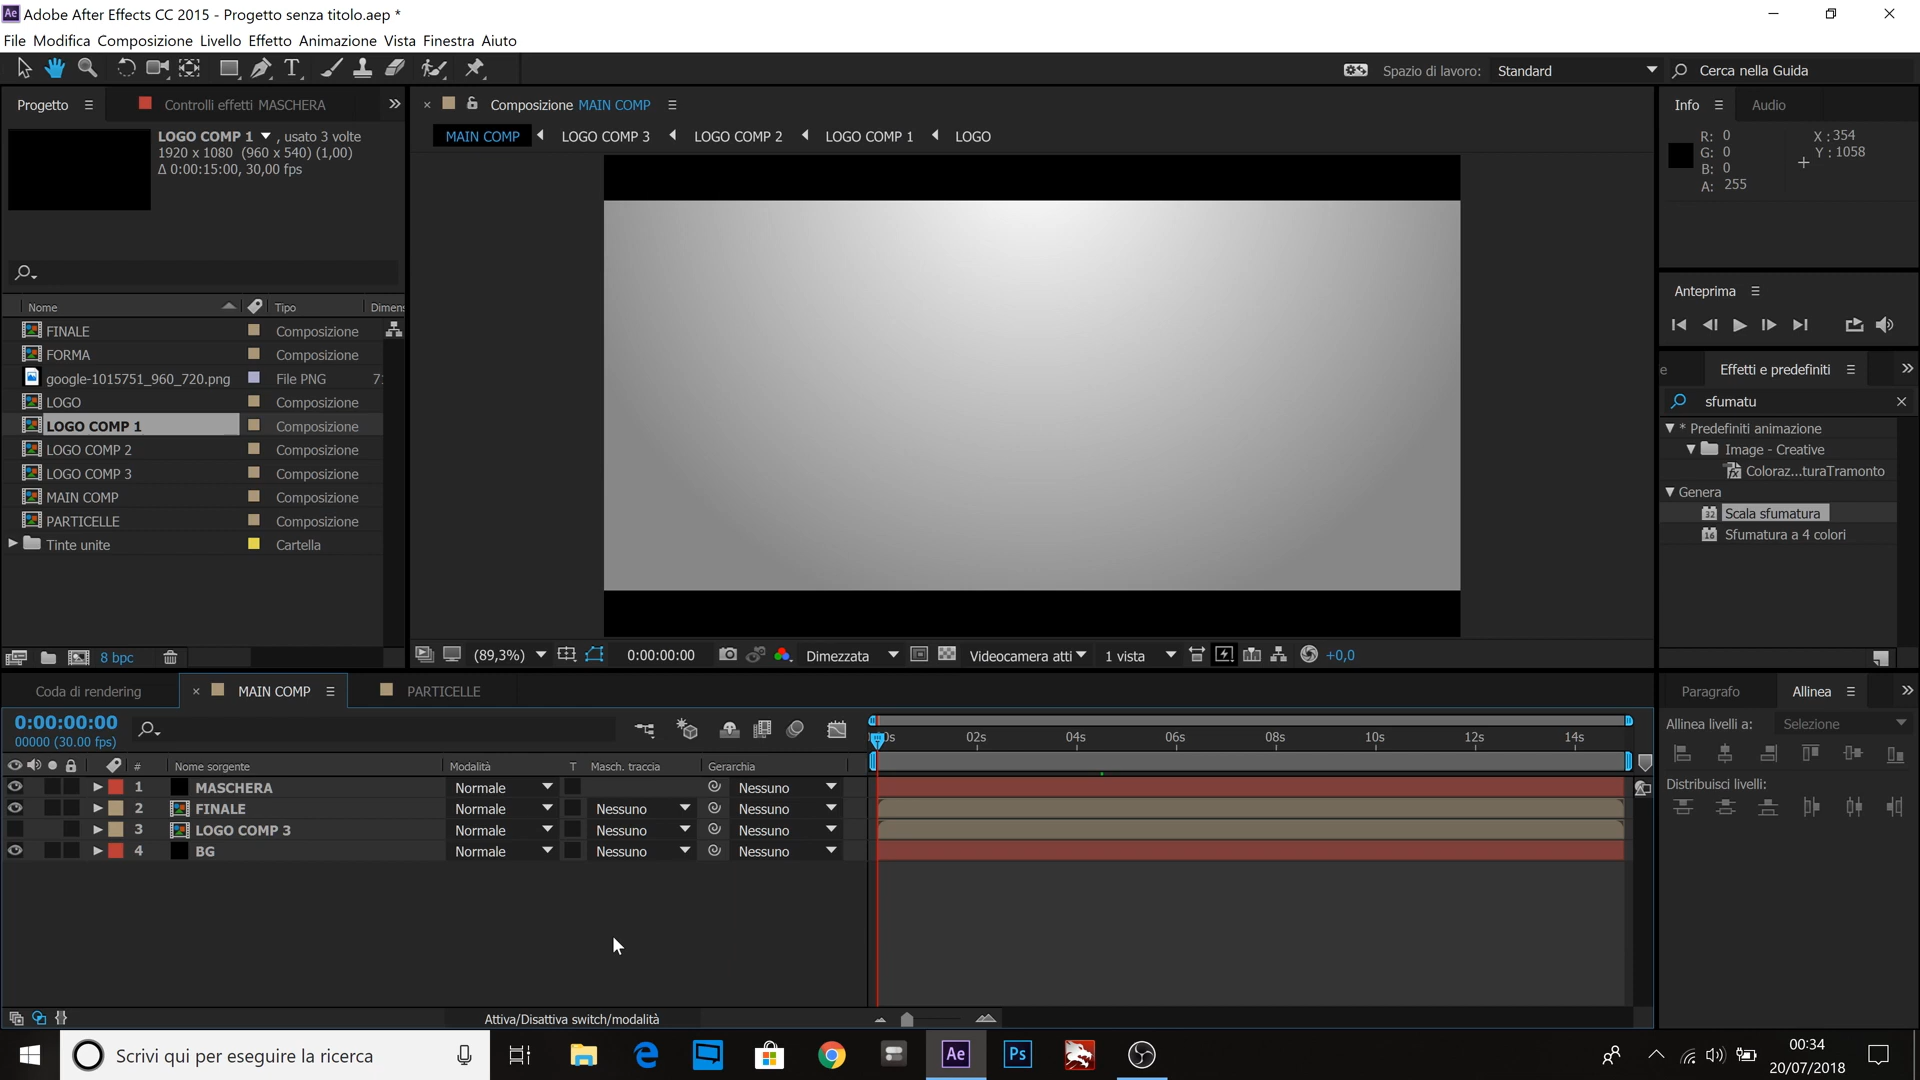 Adobe After Effects CC 2015 - Progetto senza titolo.aep *
File Modifica Composizione Livello Effetto Animazione Vista Finestra Aiuto
Spazio di lavoro: Standard
Cerca nella Guida
Progetto
Controlli effetti MASCHERA
LOGO COMP 1 , usato 3 volte
1920 x 1080 (960 x 540) (1,00)
Δ 0:00:15:00, 30,00 fps
Nome Tipo Dimens
FINALE Composizione
FORMA Composizione
google-1015751_960_720.png File PNG 71
LOGO Composizione
LOGO COMP 1 Composizione
LOGO COMP 2 Composizione
LOGO COMP 3 Composizione
MAIN COMP Composizione
PARTICELLE Composizione
Tinte unite Cartella
8 bpc
Composizione MAIN COMP
MAIN COMP LOGO COMP 3 LOGO COMP 2 LOGO COMP 1 LOGO
(89,3%) 0:00:00:00 Dimezzata Videocamera atti 1 vista +0,0
Info Audio
R: 0
G: 0
B: 0
A: 255
X : 354
Y : 1058
Anteprima
e Effetti e predefiniti
sfumatu
* Predefiniti animazione
Image - Creative
Coloraz...turaTramonto
Genera
32 Scala sfumatura
16 Sfumatura a 4 colori
Coda di rendering MAIN COMP PARTICELLE
0:00:00:00
00000 (30.00 fps)
0s 02s 04s 06s 08s 10s 12s 14s
# Nome sorgente Modalità T Masch. traccia Gerarchia
1 MASCHERA Normale Nessuno
2 FINALE Normale Nessuno Nessuno
3 LOGO COMP 3 Normale Nessuno Nessuno
4 BG Normale Nessuno Nessuno
Attiva/Disattiva switch/modalità
Paragrafo Allinea
Allinea livelli a: Selezione
Distribuisci livelli:
Scrivi qui per eseguire la ricerca
Ae
Ps
00:34
20/07/2018